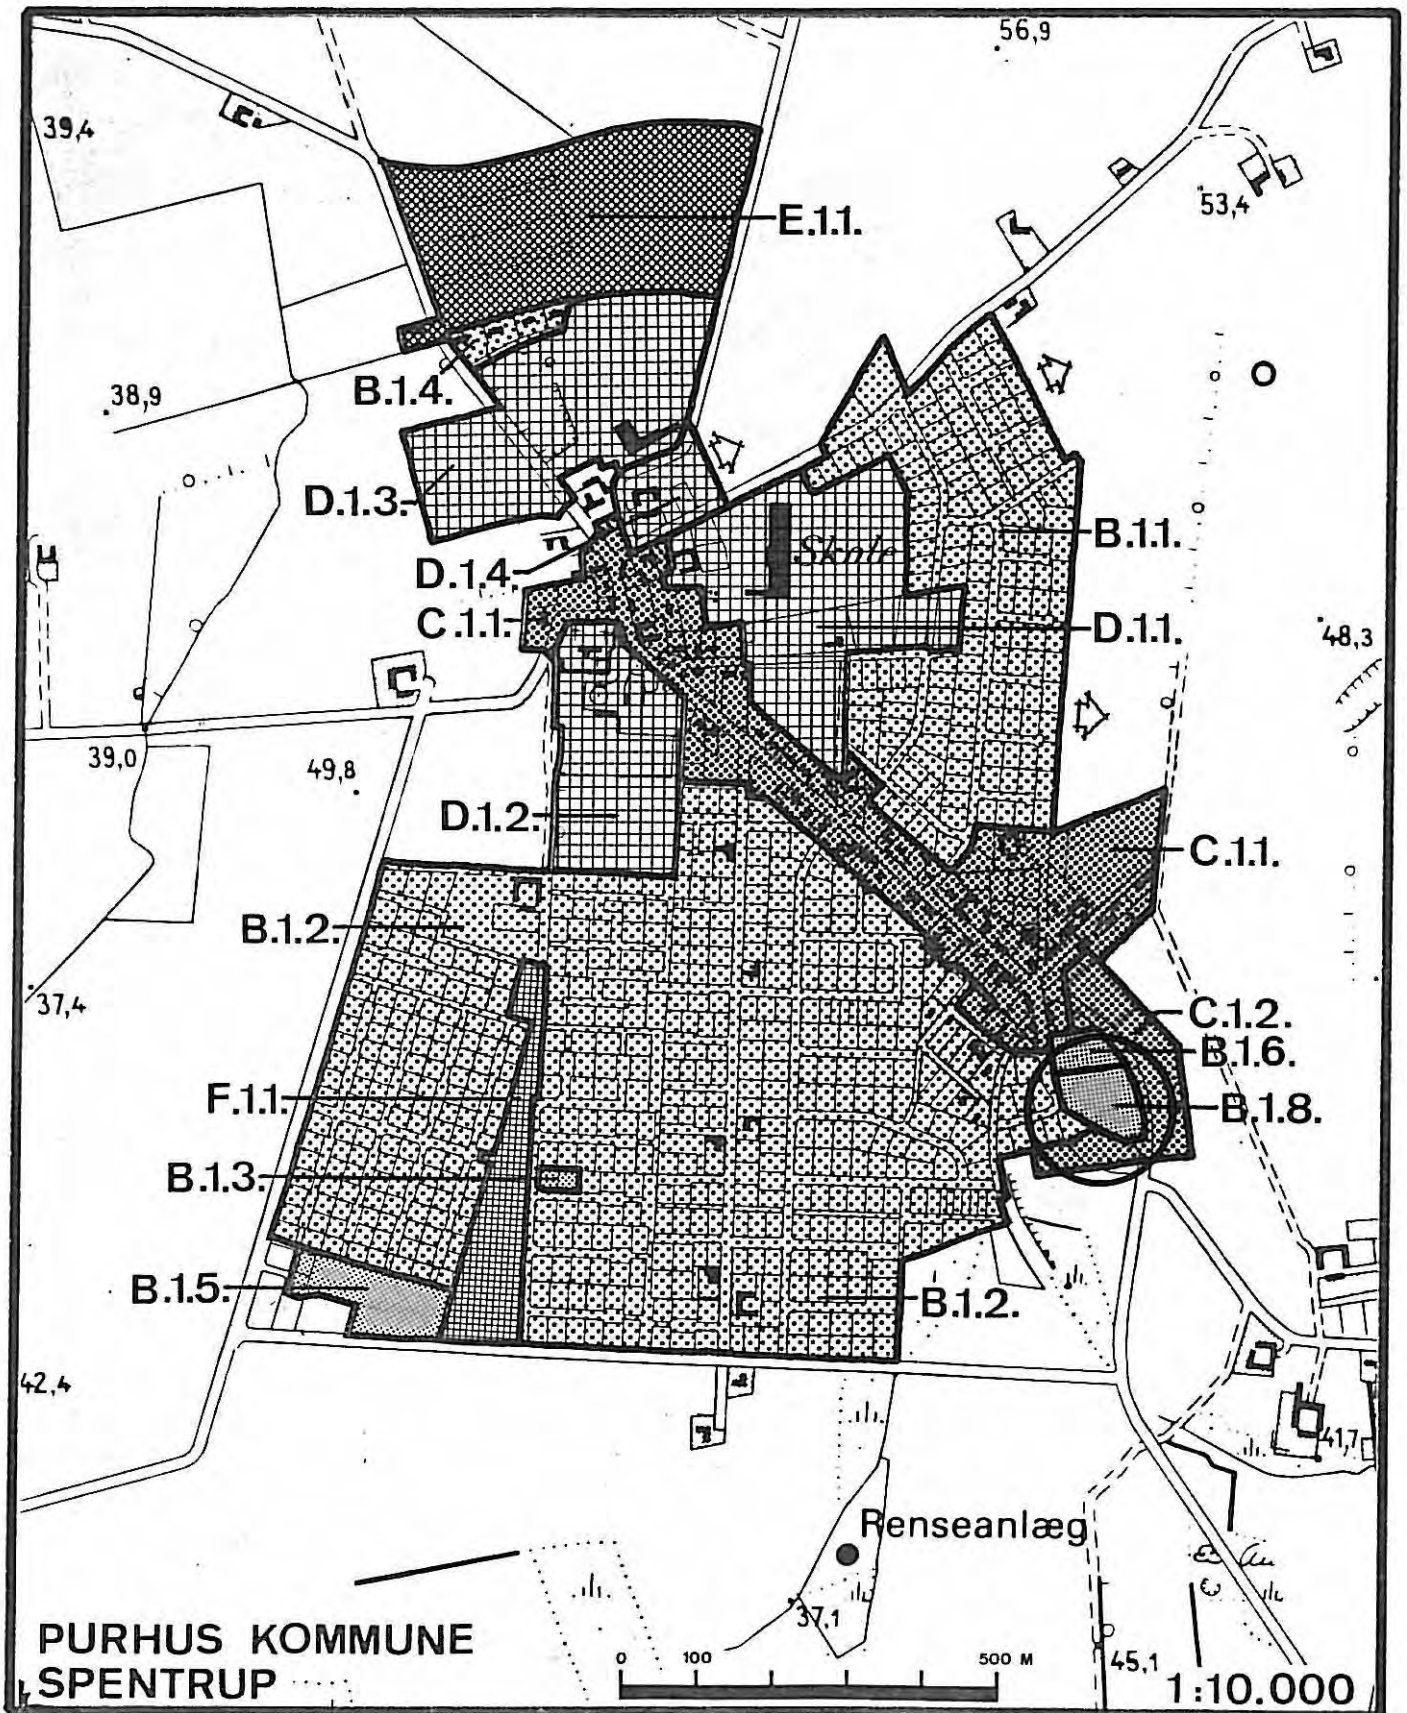 56,9
39,4
53,4
E.1.1.
B.1.4.
38,9
D.1.3.
B.1.1.
Skole
D.1.4.
C.1.1.
D.1.1.
48,3
39,0
49,8
D.1.2.
C.1.1.
B.1.2.
37,4
C.1.2.
B.1.6.
F.1.1.
B.1.8.
B.1.3.
B.1.5.
B.1.2.
42,4
41,7
Renseanlæg
37,1
PURHUS KOMMUNE
SPENTRUP
0 100 500 M
45,1
1:10.000